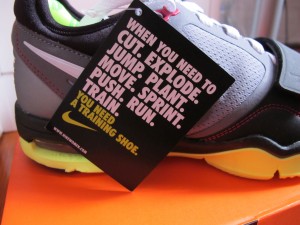 WHEN YOU NEED TO
CUT. EXPLODE.
JUMP. PLANT.
MOVE. SPRINT.
PUSH. RUN.
TRAIN.
YOU NEED
A TRAINING SHOE.